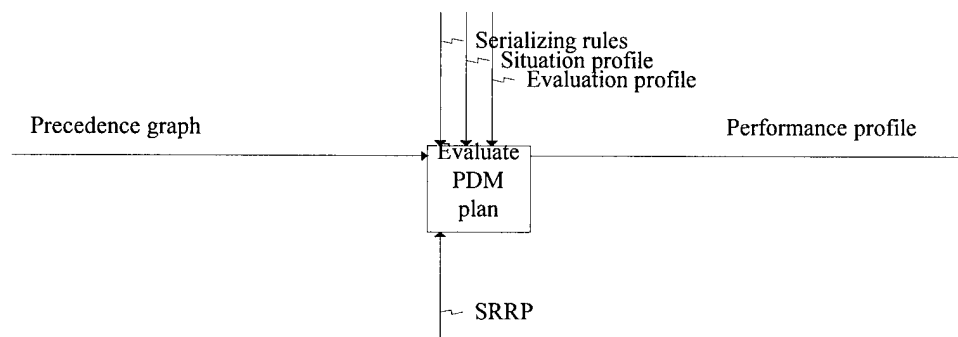 Serializing rules
Situation profile
Evaluation profile
Precedence graph
Performance profile
Evaluate
PDM
plan
SRRP